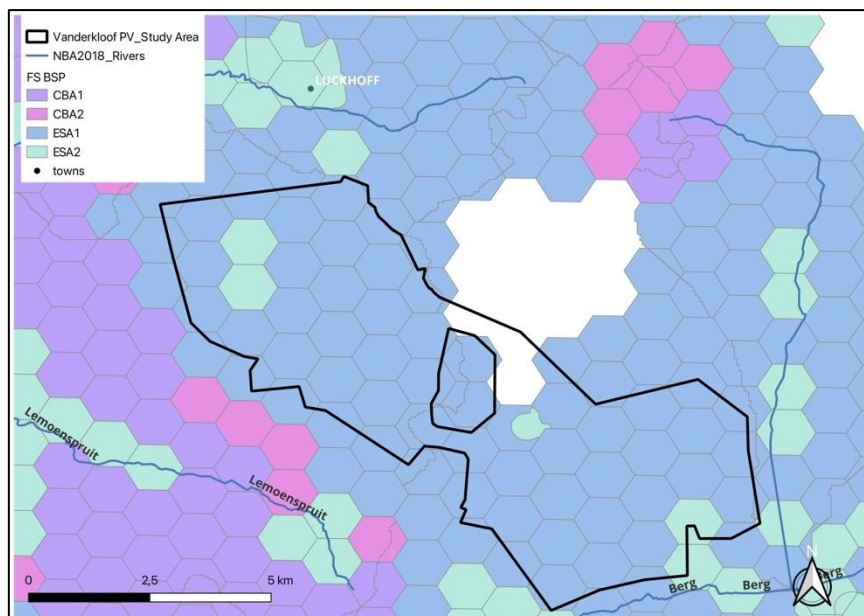 Vanderkloof PV_Study Area
NBA2018_Rivers
FS BSP
CBA1
CBA2
ESA1
ESA2
towns
LUCKHOFF
Lemoenspruit
Lemoenspruit
Berg
Berg
Berg
N
0
2,5
5 km